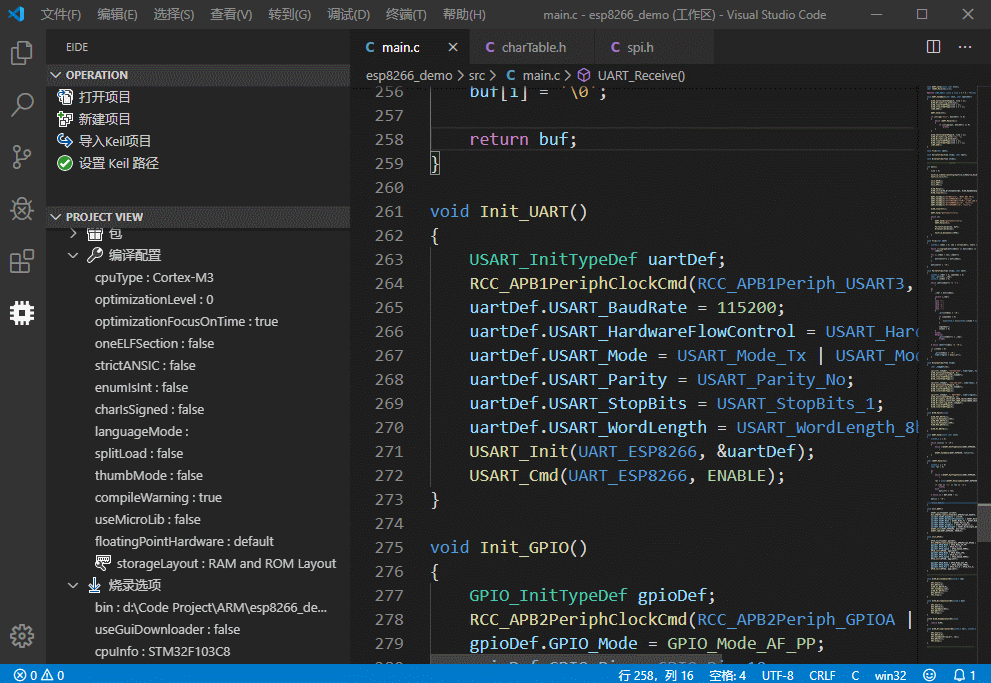 文件(F) 编辑(E) 选择(S) 查看(V) 转到(G) 调试(D) 终端(T) 帮助(H) main.c - esp8266_demo (工作区) - Visual Studio Code
EIDE
OPERATION
打开项目
新建项目
导入Keil项目
设置 Keil 路径
PROJECT VIEW
包
编译配置
cpuType : Cortex-M3
optimizationLevel : 0
optimizationFocusOnTime : true
oneELFSection : false
strictANSIC : false
enumIsInt : false
charIsSigned : false
languageMode :
splitLoad : false
thumbMode : false
compileWarning : true
useMicroLib : false
floatingPointHardware : default
storageLayout : RAM and ROM Layout
烧录选项
bin : d:\Code Project\ARM\esp8266_de...
useGuiDownloader : false
cpuInfo : STM32F103C8
C main.c × C charTable.h C spi.h
esp8266_demo > src > C main.c > UART_Receive()
256 buf[i] = '\0';
257
258 return buf;
259 }
260
261 void Init_UART()
262 {
263 USART_InitTypeDef uartDef;
264 RCC_APB1PeriphClockCmd(RCC_APB1Periph_USART3,
265 uartDef.USART_BaudRate = 115200;
266 uartDef.USART_HardwareFlowControl = USART_Hard
267 uartDef.USART_Mode = USART_Mode_Tx | USART_Mod
268 uartDef.USART_Parity = USART_Parity_No;
269 uartDef.USART_StopBits = USART_StopBits_1;
270 uartDef.USART_WordLength = USART_WordLength_8b
271 USART_Init(UART_ESP8266, &uartDef);
272 USART_Cmd(UART_ESP8266, ENABLE);
273 }
274
275 void Init_GPIO()
276 {
277 GPIO_InitTypeDef gpioDef;
278 RCC_APB2PeriphClockCmd(RCC_APB2Periph_GPIOA |
279 gpioDef.GPIO_Mode = GPIO_Mode_AF_PP;
0 0 行 258，列 16 空格: 4 UTF-8 CRLF C win32 1